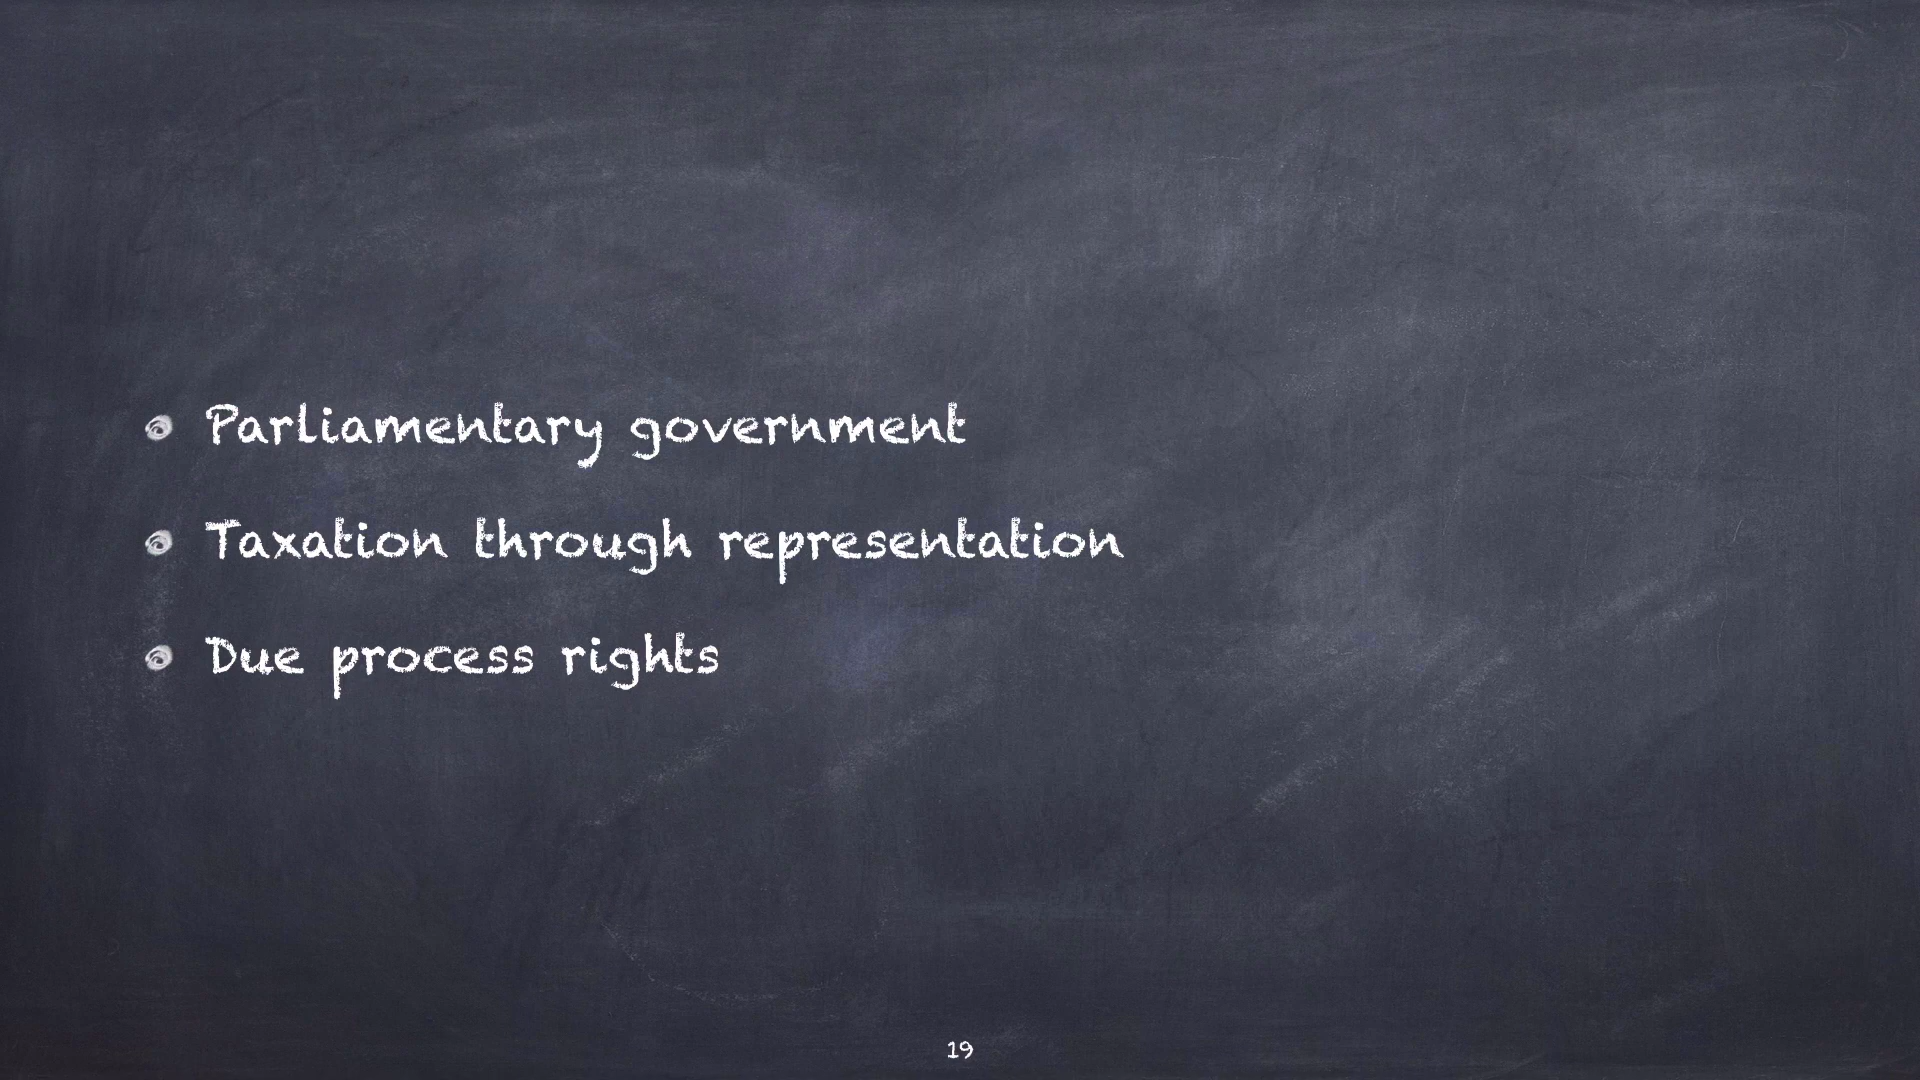 Parliamentary government
Taxation through representation
Due process rights
19